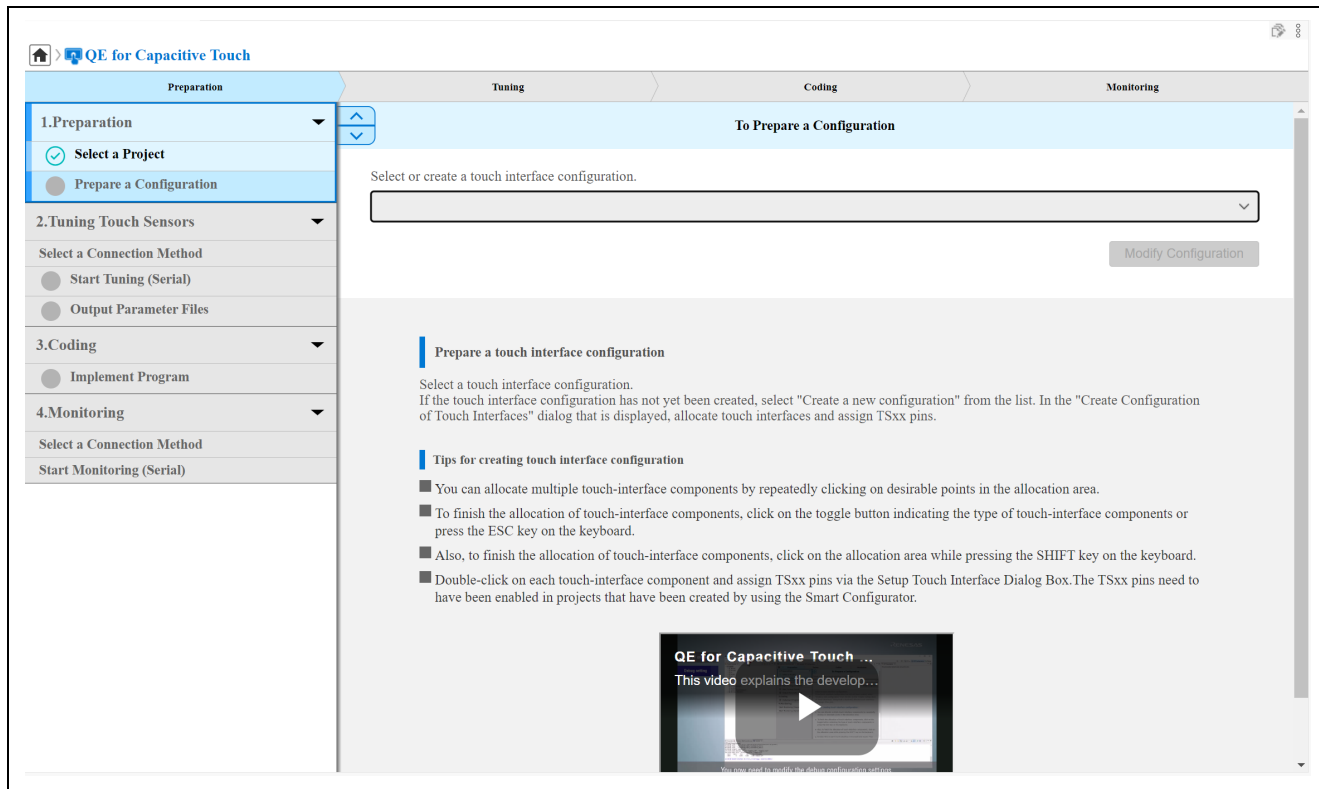 QE for Capacitive Touch
Preparation
Tuning
Coding
Monitoring
1.Preparation
Select a Project
Prepare a Configuration
2.Tuning Touch Sensors
Select a Connection Method
Start Tuning (Serial)
Output Parameter Files
3.Coding
Implement Program
4.Monitoring
Select a Connection Method
Start Monitoring (Serial)
To Prepare a Configuration
Select or create a touch interface configuration.
Modify Configuration
Prepare a touch interface configuration
Select a touch interface configuration.
If the touch interface configuration has not yet been created, select "Create a new configuration" from the list. In the "Create Configuration
of Touch Interfaces" dialog that is displayed, allocate touch interfaces and assign TSxx pins.
Tips for creating touch interface configuration
You can allocate multiple touch-interface components by repeatedly clicking on desirable points in the allocation area.
To finish the allocation of touch-interface components, click on the toggle button indicating the type of touch-interface components or
press the ESC key on the keyboard.
Also, to finish the allocation of touch-interface components, click on the allocation area while pressing the SHIFT key on the keyboard.
Double-click on each touch-interface component and assign TSxx pins via the Setup Touch Interface Dialog Box.The TSxx pins need to
have been enabled in projects that have been created by using the Smart Configurator.
QE for Capacitive Touch ...
This video explains the develop...
You now need to modify the debug configuration settings